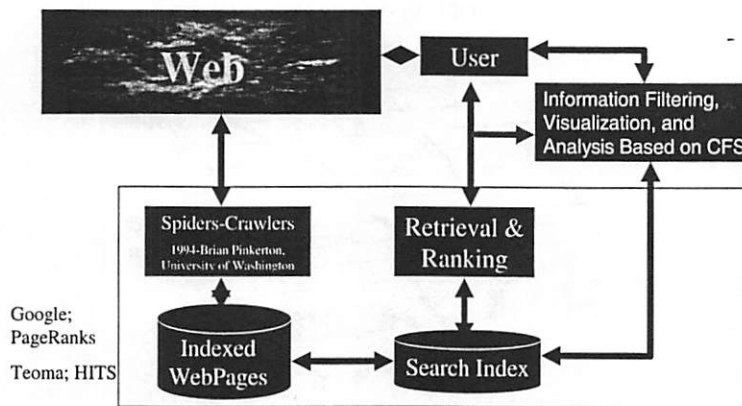 Web
User
Information Filtering,
Visualization, and
Analysis Based on CFS
Spiders-Crawlers
1994-Brian Pinkerton,
University of Washington
Retrieval &
Ranking
Google;
PageRanks
Teoma; HITS
Indexed
WebPages
Search Index